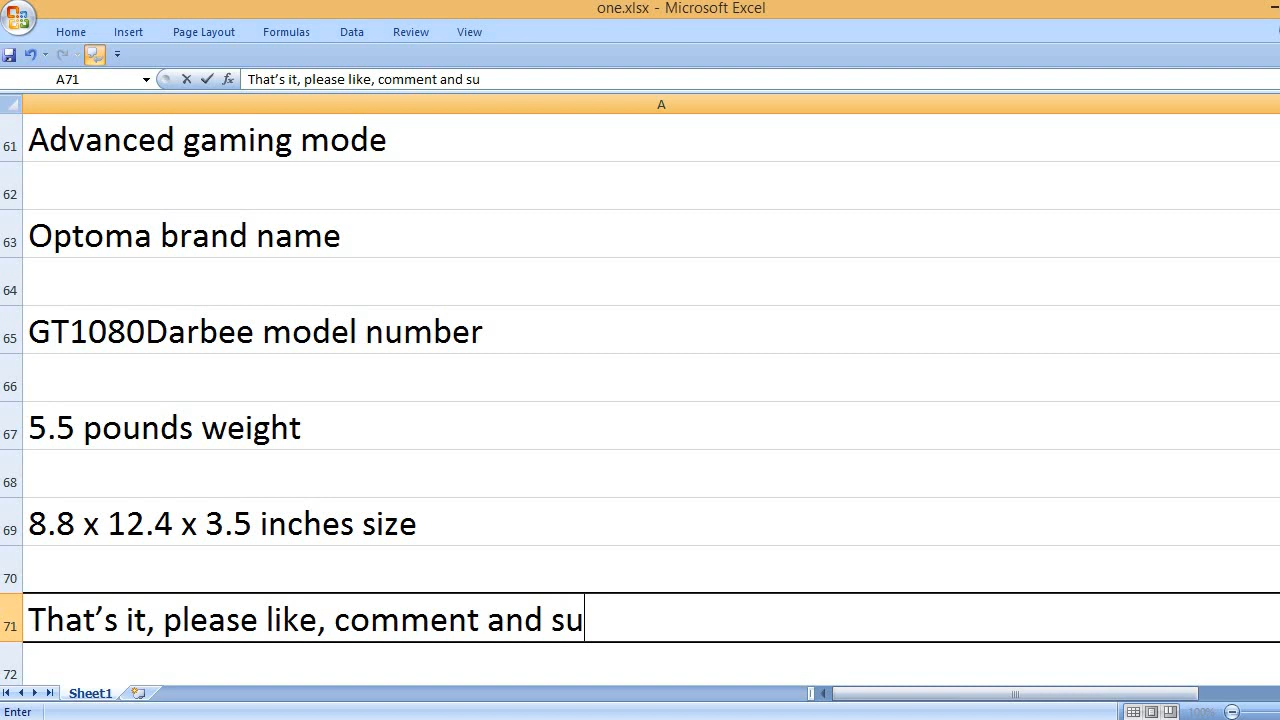 one.xlsx - Microsoft Excel
Home Insert Page Layout Formulas Data Review View
A71 fx That’s it, please like, comment and su
A
61 Advanced gaming mode
62
63 Optoma brand name
64
65 GT1080Darbee model number
66
67 5.5 pounds weight
68
69 8.8 x 12.4 x 3.5 inches size
70
71 That’s it, please like, comment and su
72
Sheet1
Enter 100%